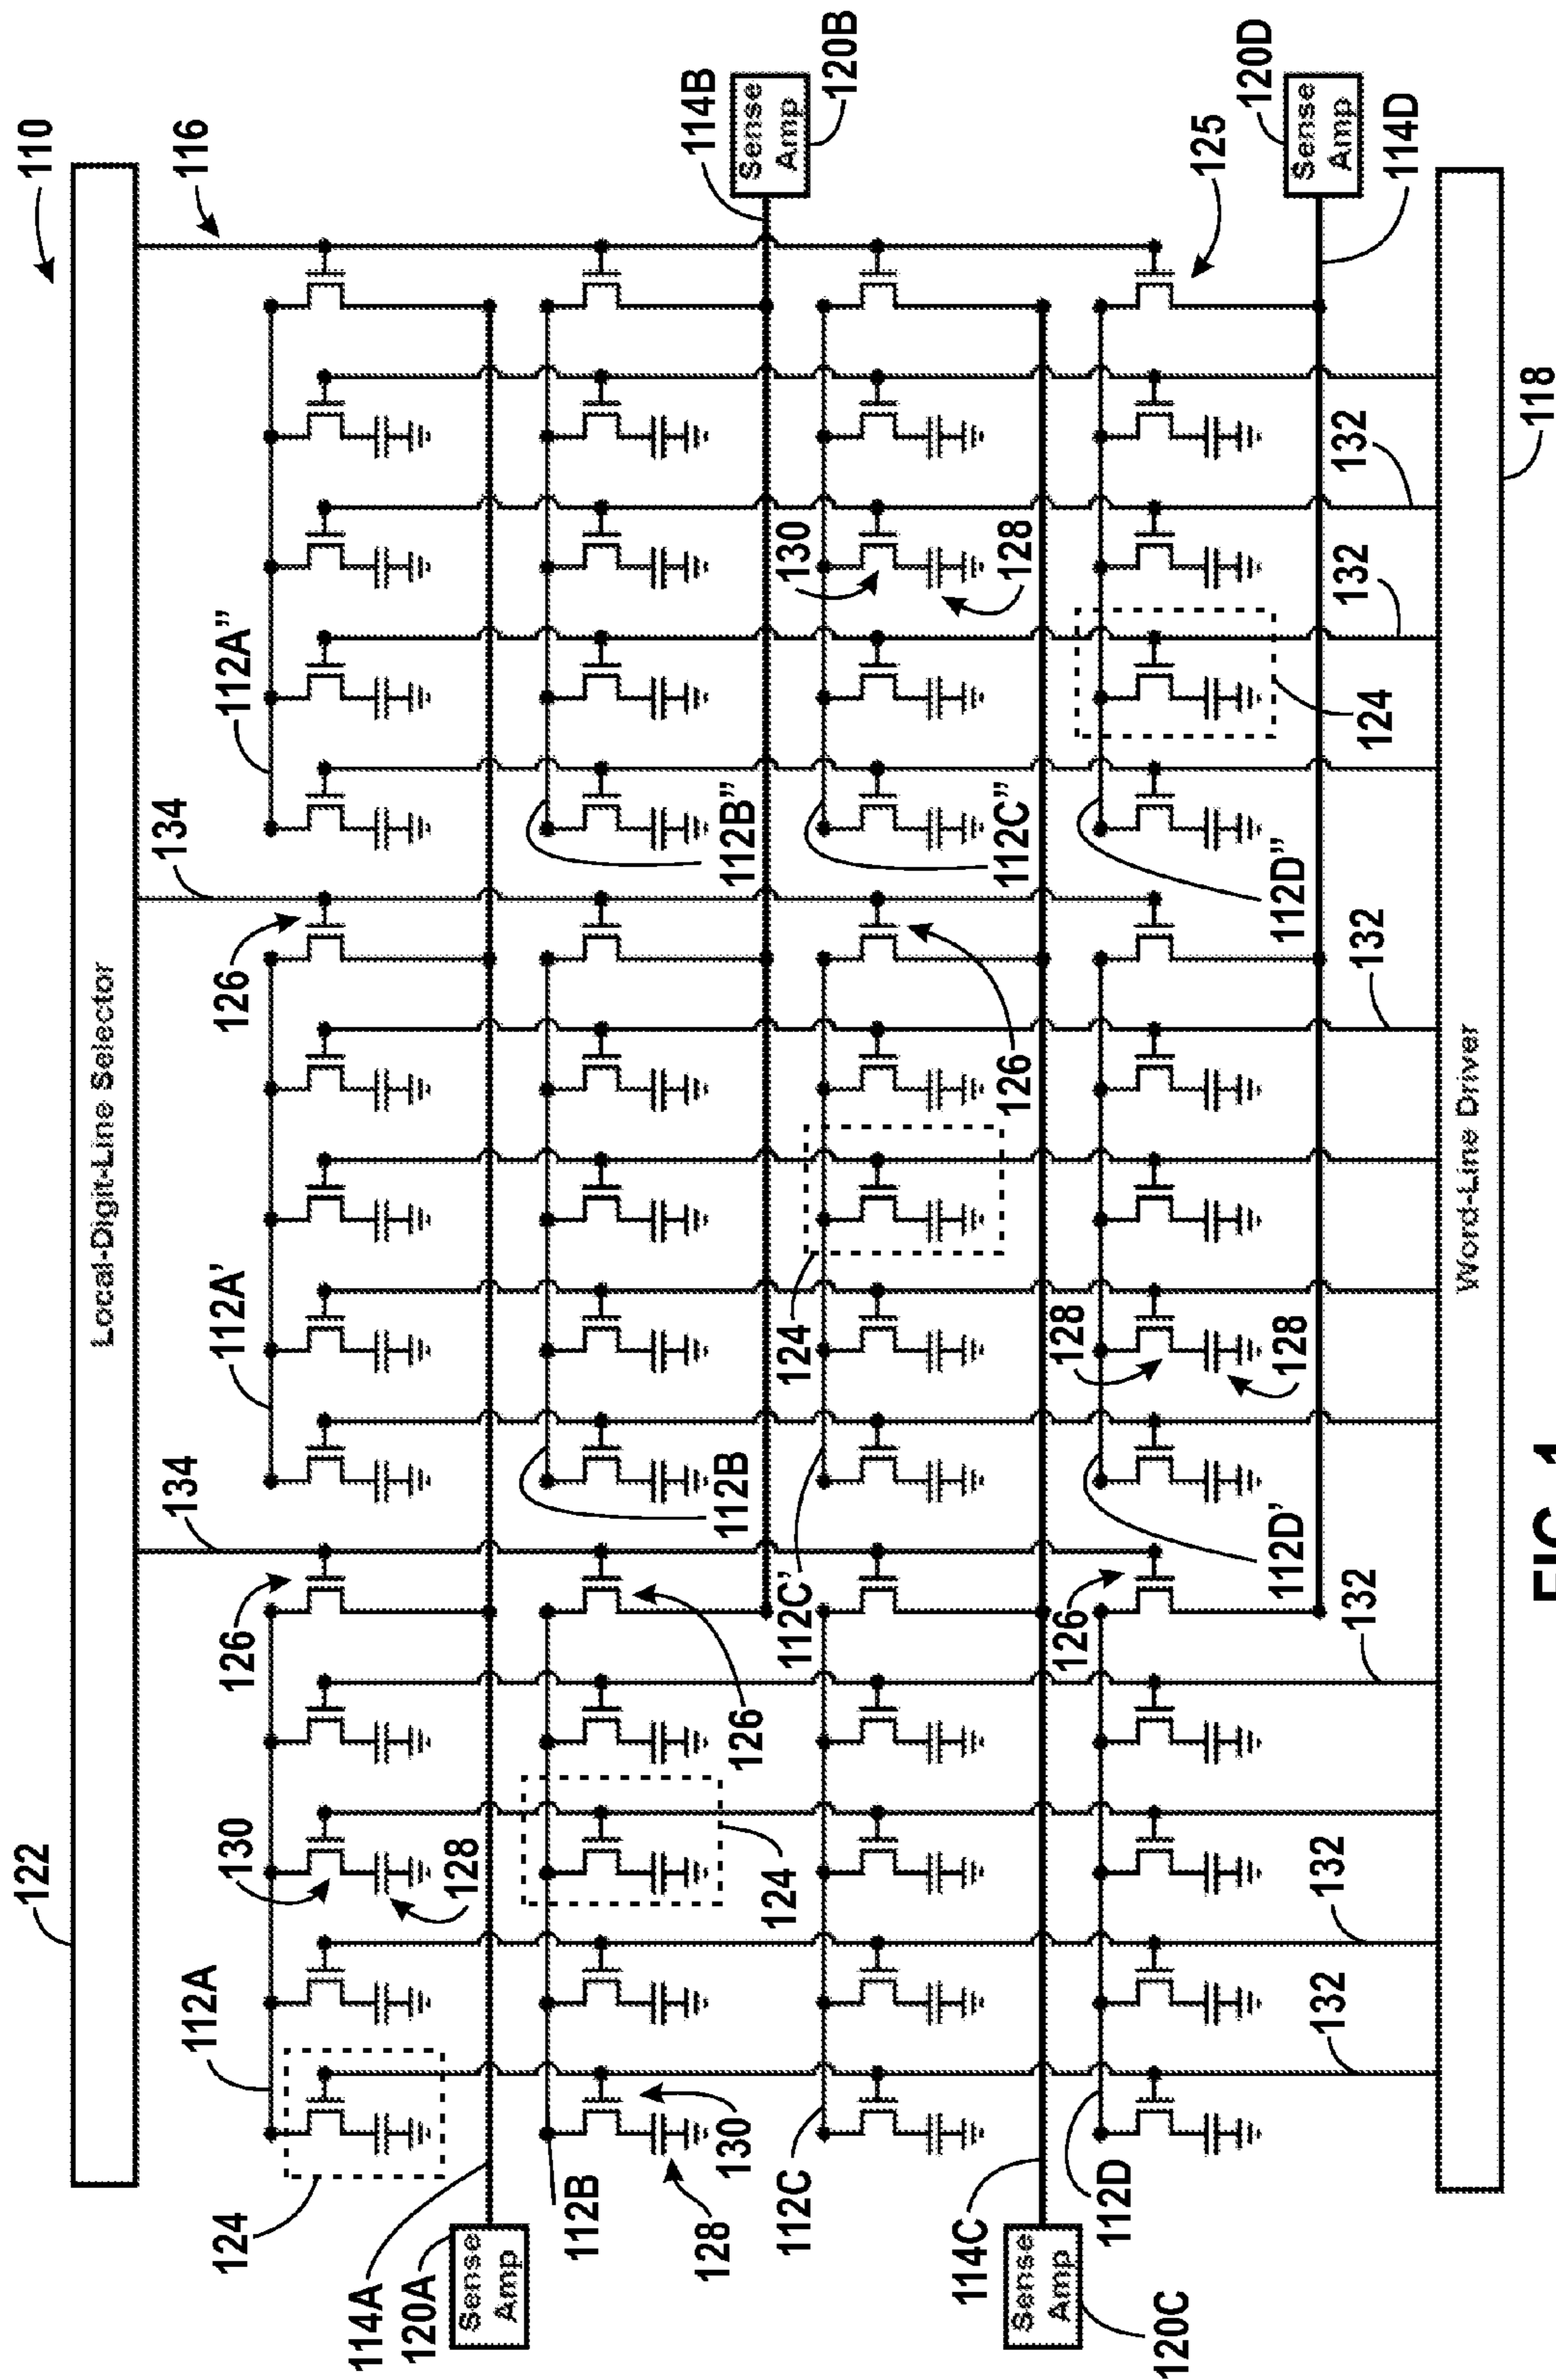 122
110
Local-Digit-Line Selector
112A
134
134
116
124
130
126
112A'
126
112A"
114A
120A
128
Sense
Amp
112B
128
130
126
112B
112B"
114B
Sense
Amp
120B
124
112C
112C'
124
130
114C
Sense
Amp
120C
126
112C"
128
126
128
112D
125
120D
Sense
Amp
112D'
128
112D"
132
132
132
132
124
132
132
114D
Word-Line Driver
118
FIG. 1